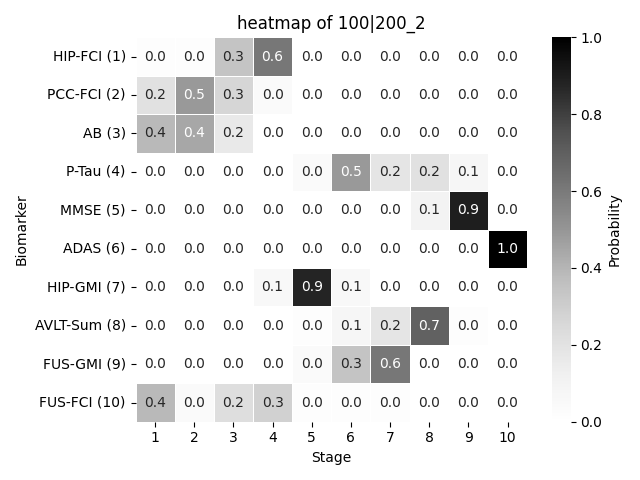 heatmap of 100|200_2
HIP-FCI (1) 0.0 0.0 0.3 0.6 0.0 0.0 0.0 0.0 0.0 0.0
PCC-FCI (2) 0.2 0.5 0.3 0.0 0.0 0.0 0.0 0.0 0.0 0.0
AB (3) 0.4 0.4 0.2 0.0 0.0 0.0 0.0 0.0 0.0 0.0
P-Tau (4) 0.0 0.0 0.0 0.0 0.0 0.5 0.2 0.2 0.1 0.0
MMSE (5) 0.0 0.0 0.0 0.0 0.0 0.0 0.0 0.1 0.9 0.0
ADAS (6) 0.0 0.0 0.0 0.0 0.0 0.0 0.0 0.0 0.0 1.0
HIP-GMI (7) 0.0 0.0 0.0 0.1 0.9 0.1 0.0 0.0 0.0 0.0
AVLT-Sum (8) 0.0 0.0 0.0 0.0 0.0 0.1 0.2 0.7 0.0 0.0
FUS-GMI (9) 0.0 0.0 0.0 0.0 0.0 0.3 0.6 0.0 0.0 0.0
FUS-FCI (10) 0.4 0.0 0.2 0.3 0.0 0.0 0.0 0.0 0.0 0.0
1 2 3 4 5 6 7 8 9 10
Stage
Biomarker
1.0
0.8
0.6
0.4
0.2
0.0
Probability